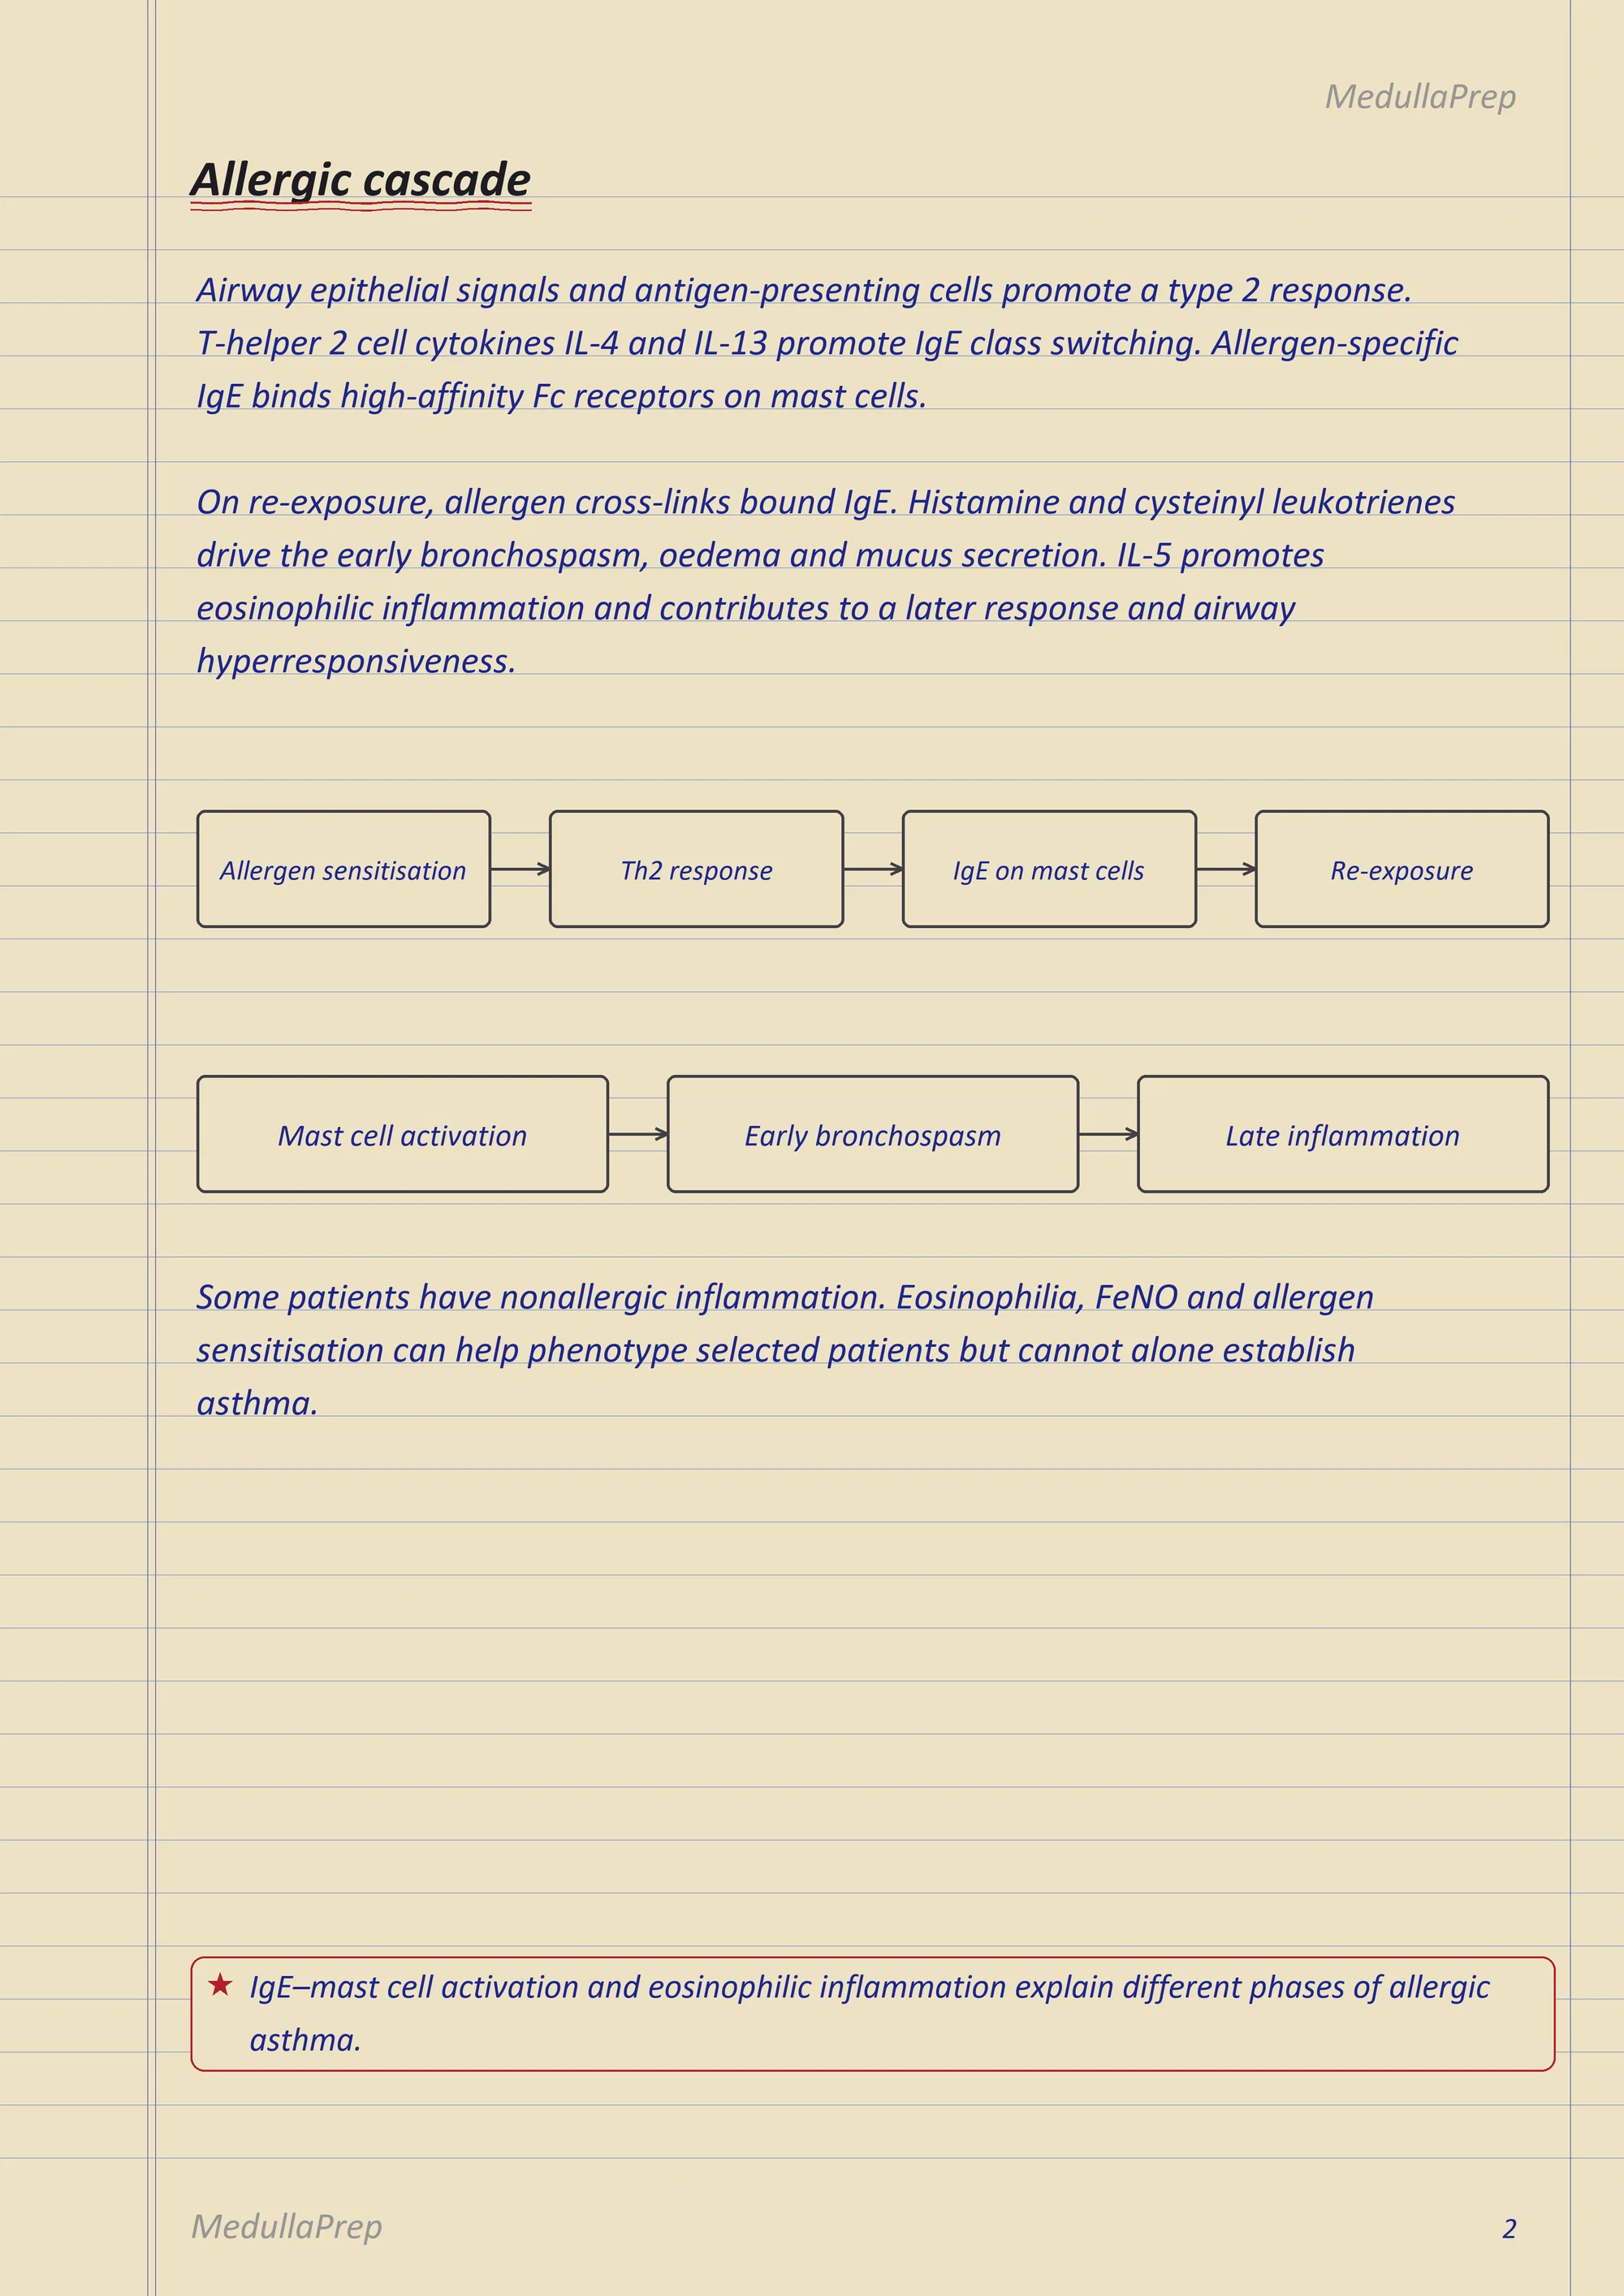 MedullaPrep
Allergic cascade
Airway epithelial signals and antigen-presenting cells promote a type 2 response.
T-helper 2 cell cytokines IL-4 and IL-13 promote IgE class switching. Allergen-specific
IgE binds high-affinity Fc receptors on mast cells.
On re-exposure, allergen cross-links bound IgE. Histamine and cysteinyl leukotrienes
drive the early bronchospasm, oedema and mucus secretion. IL-5 promotes
eosinophilic inflammation and contributes to a later response and airway
hyperresponsiveness.
Allergen sensitisation
Th2 response
IgE on mast cells
Re-exposure
Mast cell activation
Early bronchospasm
Late inflammation
Some patients have nonallergic inflammation. Eosinophilia, FeNO and allergen
sensitisation can help phenotype selected patients but cannot alone establish
asthma.
★ IgE–mast cell activation and eosinophilic inflammation explain different phases of allergic
asthma.
MedullaPrep
2